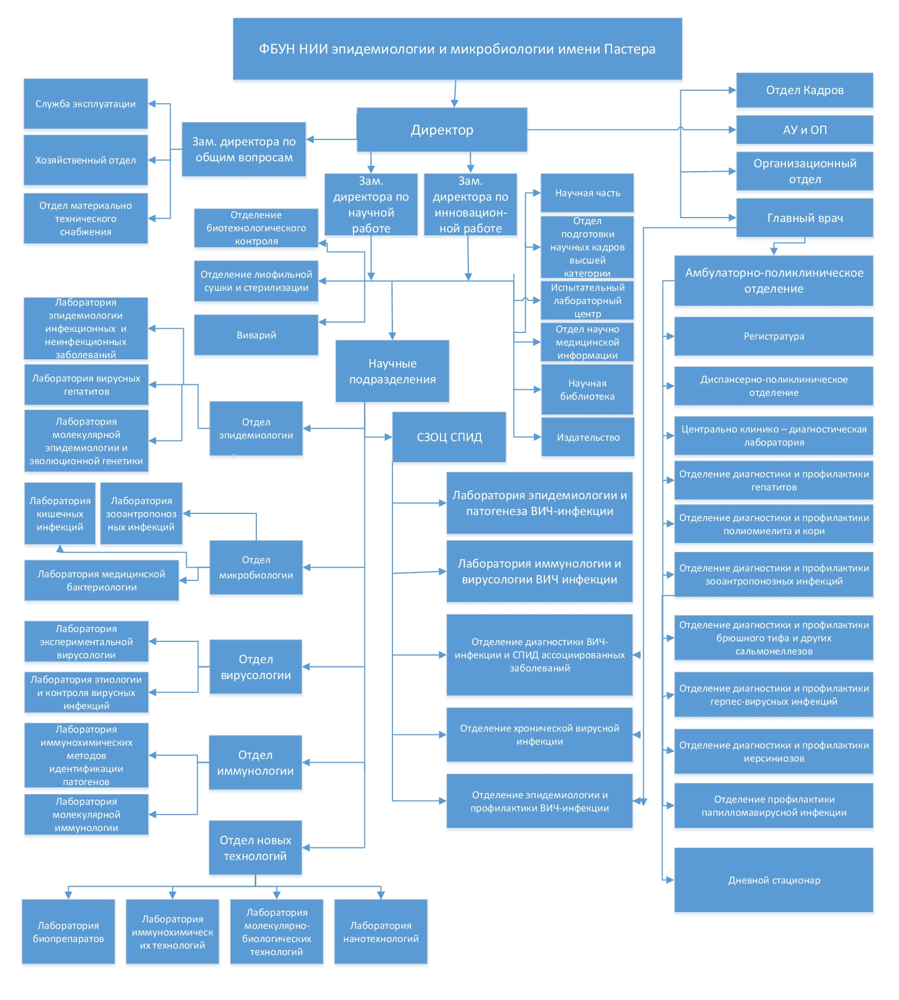 ФБУН НИИ эпидемиологии и микробиологии имени Пастера
Директор
Служба эксплуатации
Хозяйственный отдел
Отдел материально
технического
снабжения
Зам. директора по
общим вопросам
Зам.
директора по
научной
работе
Зам.
директора по
инновацион-
ной работе
Отдел Кадров
АУ и ОП
Организационный
отдел
Главный врач
Отделение
биотехнологического
контроля
Отделение лиофильной
сушки и стерилизации
Виварий
Научная часть
Отдел
подготовки
научных кадров
высшей
категории
Испытательный
лабораторный
центр
Отдел научно
медицинской
информации
Научная
библиотека
Издательство
Научные
подразделения
СЗОЦ СПИД
Лаборатория
эпидемиологии
инфекционных и
неинфекционных
заболеваний
Лаборатория вирусных
гепатитов
Лаборатория
молекулярной
эпидемиологии и
эволюционной генетики
Отдел
эпидемиологии
Лаборатория
кишечных
инфекций
Лаборатория
зооантропоноз
ных инфекций
Лаборатория медицинской
бактериологии
Отдел
микробиологии
Лаборатория
экспериментальной
вирусологии
Лаборатория этиологии
и контроля вирусных
инфекций
Отдел
вирусологии
Лаборатория
иммунохимических
методов
идентификации
патогенов
Лаборатория
молекулярной
иммунологии
Отдел
иммунологии
Отдел новых
технологий
Лаборатория
биопрепаратов
Лаборатория
иммунохимическ
их технологий
Лаборатория
молекулярно-
биологических
технологий
Лаборатория
нанотехнологий
Лаборатория эпидемиологии и
патогенеза ВИЧ-инфекции
Лаборатория иммунологии и
вирусологии ВИЧ инфекции
Отделение диагностики ВИЧ-
инфекции и СПИД ассоциированных
заболеваний
Отделение хронической вирусной
инфекции
Отделение эпидемиологии и
профилактики ВИЧ-инфекции
Амбулаторно-поликлиническое
отделение
Регистратура
Диспансерно-поликлиническое
отделение
Центрально клинико – диагностическая
лаборатория
Отделение диагностики и профилактики
гепатитов
Отделение диагностики и профилактики
полиомиелита и кори
Отделение диагностики и профилактики
зооантропонозных инфекций
Отделение диагностики и профилактики
брюшного тифа и других
сальмонеллезов
Отделение диагностики и профилактики
герпес-вирусных инфекций
Отделение диагностики и профилактики
иерсиниозов
Отделение профилактики
папилломавирусной инфекции
Дневной стационар